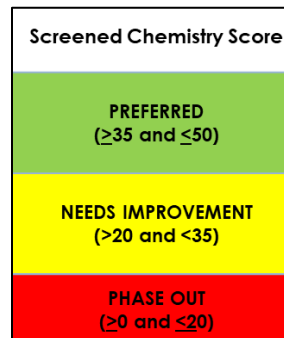 Screened Chemistry Score
PREFERRED
(≥35 and ≤50)
NEEDS IMPROVEMENT
(>20 and <35)
PHASE OUT
(≥0 and ≤20)